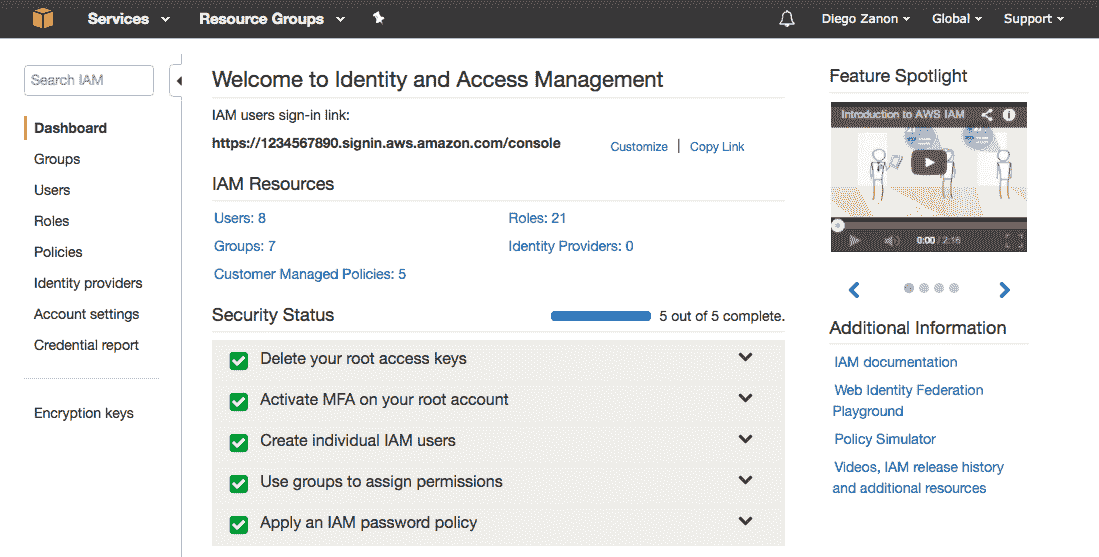 Services Resource Groups Diego Zanon Global Support
Search IAM
Dashboard
Groups
Users
Roles
Policies
Identity providers
Account settings
Credential report
Encryption keys
Welcome to Identity and Access Management
IAM users sign-in link:
https://1234567890.signin.aws.amazon.com/console Customize | Copy Link
IAM Resources
Users: 8 Roles: 21
Groups: 7 Identity Providers: 0
Customer Managed Policies: 5
Security Status 5 out of 5 complete.
Delete your root access keys
Activate MFA on your root account
Create individual IAM users
Use groups to assign permissions
Apply an IAM password policy
Feature Spotlight
Introduction to AWS IAM
0:00 / 2:16
Additional Information
IAM documentation
Web Identity Federation
Playground
Policy Simulator
Videos, IAM release history
and additional resources